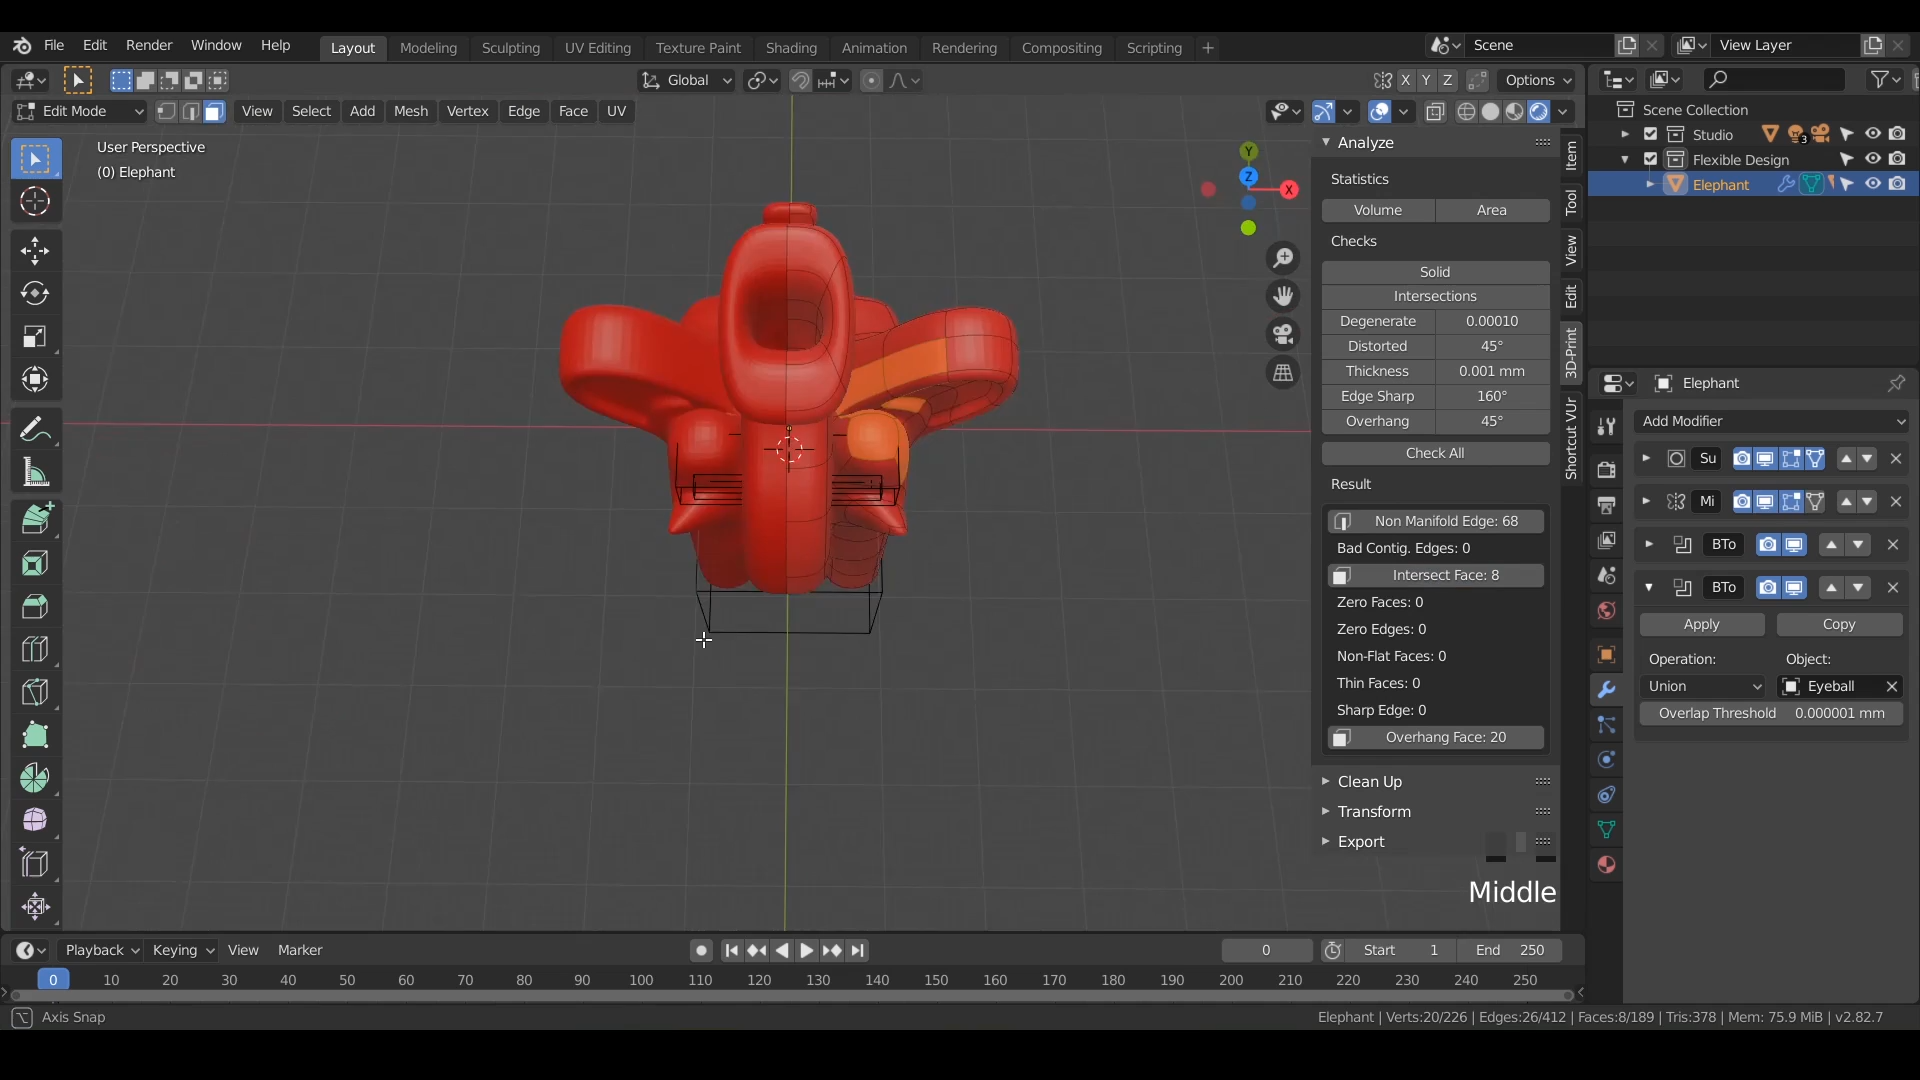 File Edit Render Window Help Layout Modeling Sculpting UV Editing Texture Paint Shading Animation Rendering Compositing Scripting + Scene View Layer
Global X Y Z Options
Edit Mode View Select Add Mesh Vertex Edge Face UV
User Perspective
(0) Elephant
Y
Z
X
Analyze
Statistics
Volume Area
Checks
Solid
Intersections
Degenerate 0.00010
Distorted 45°
Thickness 0.001 mm
Edge Sharp 160°
Overhang 45°
Check All
Result
Non Manifold Edge: 68
Bad Contig. Edges: 0
Intersect Face: 8
Zero Faces: 0
Zero Edges: 0
Non-Flat Faces: 0
Thin Faces: 0
Sharp Edge: 0
Overhang Face: 20
Clean Up
Transform
Export
Middle
Item
Tool
View
Edit
3D-Print
Shortcut VUr
Scene Collection
Studio 3
Flexible Design
Elephant
Elephant
Add Modifier
Su
Mi
BTo
BTo
Apply Copy
Operation: Object:
Union Eyeball
Overlap Threshold 0.000001 mm
Playback Keying View Marker 0 Start 1 End 250
0 10 20 30 40 50 60 70 80 90 100 110 120 130 140 150 160 170 180 190 200 210 220 230 240 250
Axis Snap Elephant | Verts:20/226 | Edges:26/412 | Faces:8/189 | Tris:378 | Mem: 75.9 MiB | v2.82.7